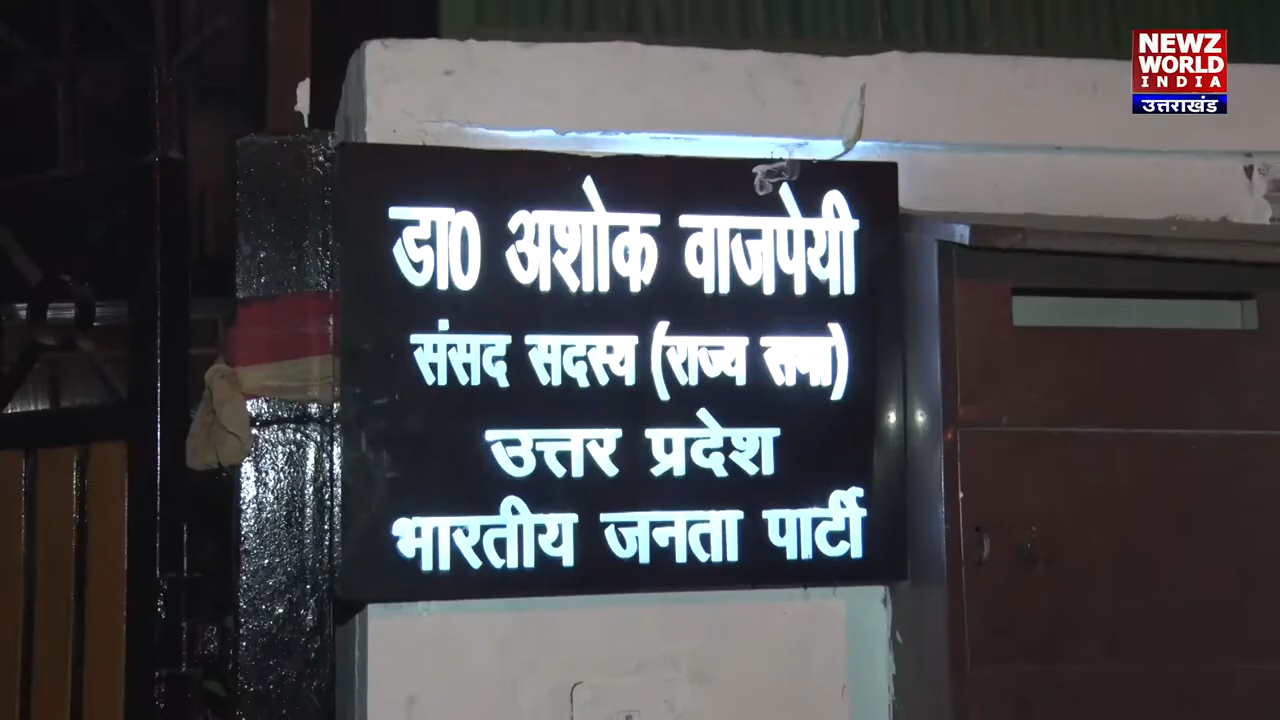 NEWZ
WORLD
INDIA
उत्तराखंड
डा0 अशोक वाजपेयी
संसद सदस्य (राज्य सभा)
उत्तर प्रदेश
भारतीय जनता पार्टी